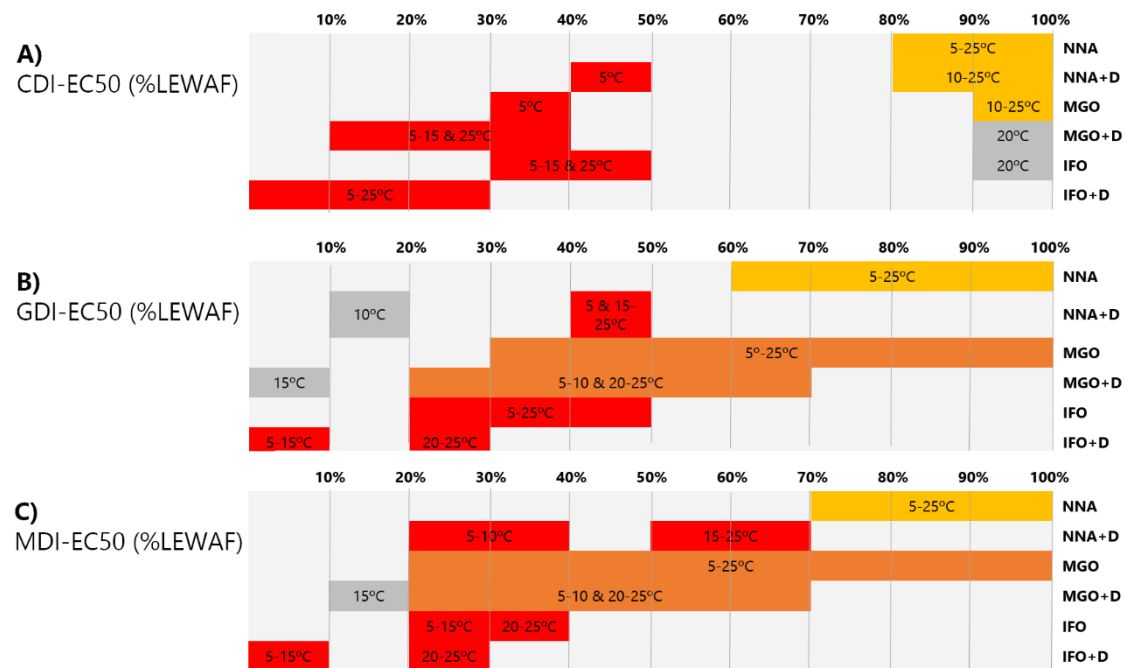 10% 20% 30% 40% 50% 60% 70% 80% 90% 100%
A)
CDI-EC50 (%LEWAF)
5-25ºC NNA
5ºC 10-25ºC NNA+D
5ºC 10-25ºC MGO
5-15 & 25ºC 20ºC MGO+D
5-15 & 25ºC 20ºC IFO
5-25ºC IFO+D
10% 20% 30% 40% 50% 60% 70% 80% 90% 100%
B)
GDI-EC50 (%LEWAF)
5-25ºC NNA
10ºC 5 & 15-
25ºC NNA+D
5º-25ºC MGO
15ºC 5-10 & 20-25ºC MGO+D
5-25ºC IFO
5-15ºC 20-25ºC IFO+D
10% 20% 30% 40% 50% 60% 70% 80% 90% 100%
C)
MDI-EC50 (%LEWAF)
5-25ºC NNA
5-10ºC 15-25ºC NNA+D
5-25ºC MGO
15ºC 5-10 & 20-25ºC MGO+D
5-15ºC 20-25ºC IFO
5-15ºC 20-25ºC IFO+D